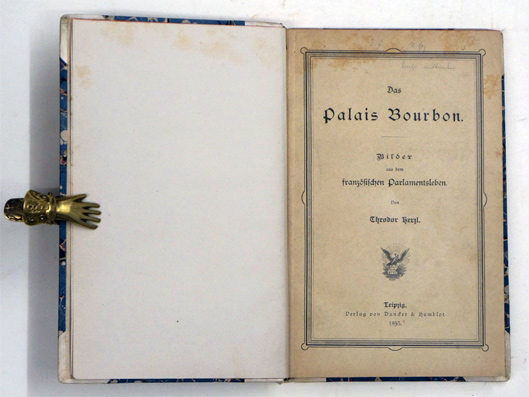 Das
Palais Bourbon.
Bilder
aus dem
französischen Parlamentsleben.
Von
Theodor Herzl.
Leipzig,
Verlag von Duncker & Humblot
1895.